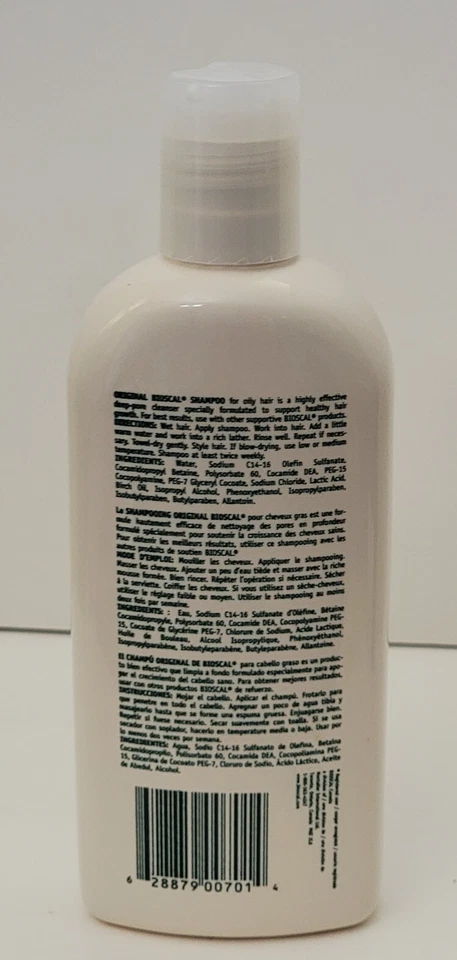 ORIGINAL BIOSCAL® SHAMPOO for oily hair is a highly effective
deep-pore cleanser specially formulated to support healthy hair
growth. For best results, use with other supportive BIOSCAL® products.
DIRECTIONS: Wet hair. Apply shampoo. Work into hair. Add a little
warm water and work into a rich lather. Rinse well. Repeat if neces-
sary. Towel-dry gently. Style hair. If blow-drying, use low or medium
temperature. Shampoo at least twice weekly.
INGREDIENTS: Water, Sodium C14-16 Olefin Sulfanate,
Cocamidopropyl Betaine, Polysorbate 60, Cocamide DEA, PEG-15
Cocopolyamine, PEG-7 Glyceryl Cocoate, Sodium Chloride, Lactic Acid,
Birch Oil, Isopropyl Alcohol, Phenoxyethanol, Isopropylparaben,
Isobutylparaben, Butylparaben, Allantoin.
Le SHAMPOOING ORIGINAL BIOSCAL® pour cheveux gras est une for-
mule hautement efficace de nettoyage des pores en profondeur
formulé spécialement pour soutenir la croissance des cheveux sains.
Pour obtenir les meilleurs résultats, utiliser ce shampooing avec les
autres produits de soutien BIOSCAL®
MODE D'EMPLOI: Mouiller les cheveux. Appliquer le shampooing.
Masser les cheveux. Ajouter un peu d'eau tiède et masser avec la riche
mousse formée. Bien rincer. Répéter l'opération si nécessaire. Sécher
à la serviette. Coiffer les cheveux. Si vous utilisez un sèche-cheveux,
utiliser le réglage faible ou moyen. Utiliser le shampooing au moins
deux fois par semaine.
INGRÉDIENTS : Eau, Sodium C14-16 Sulfanate d'Oléfine, Bétaine
Cocamidopropyle, Polysorbate 60, Cocamide DEA, Cocopolyamine PEG-
15, Cocoate de Glycérine PEG-7, Chlorure de Sodium, Acide Lactique,
Huile de Bouleau, Alcool Isopropylique, Phénoxyéthanol,
Isopropylparabène, Isobutylparabène, Butylparabène, Allantoine.
El CHAMPÚ ORIGINAL DE BIOSCAL® para cabello graso es un produc-
to bien efectivo que limpia a fondo formulado especialmente para apo-
yar el crecimiento del cabello sano. Para obtener mejores resultados,
usar con otros productos BIOSCAL® de refuerzo.
INSTRUCCIONES: Mojar el cabello. Aplicar el champú. Frotarlo para
que penetre en todo el cabello. Agregnar un poco de agua tibia y
masajearlo hasta que se forme una espuma gruesa. Enjuagarse bien.
Repetir si fuese necesario. Secar suavemente con toalla. Si se usa
secador con soplador, hacerlo en temperature media o baja. Usar por
lo menos dos veces por semana.
INGREDIENTES: Agua, Sodio C14-16 Sulfanato de Olefina, Betaina
Cocamidopropilo, Polysorbato 60, Cocamida DEA, Cocopoliamina PEG-
15, Glicerina de Cocoato PEG-7, Cloruro de Sodio, Ácido Láctico, Aceite
de Abedul, Alcohol.
6 28879 00701 4